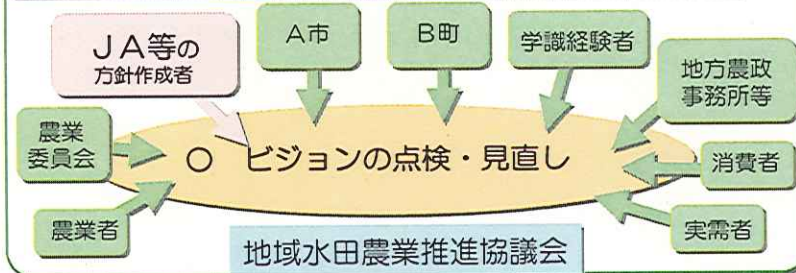 JA等の
方針作成者
A市
B町
学識経験者
地方農政
事務所等
農業
委員会
○ ビジョンの点検・見直し
消費者
農業者
実需者
地域水田農業推進協議会